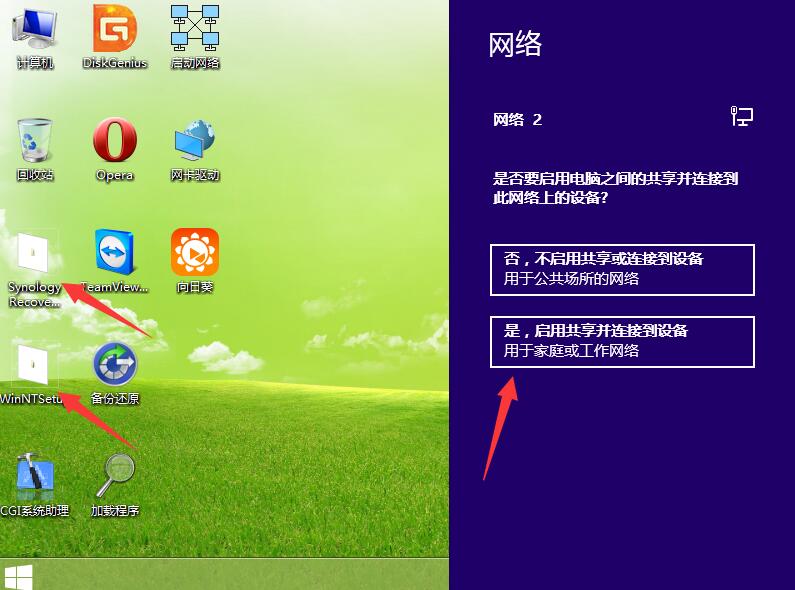 计算机
DiskGenius
启动网络
回收站
Opera
网卡驱动
Synology
Recove...
TeamView...
向日葵
WinNTSetu
备份还原
CGI系统助理
加载程序
网络
网络 2
是否要启用电脑之间的共享并连接到
此网络上的设备?
否，不启用共享或连接到设备
用于公共场所的网络
是，启用共享并连接到设备
用于家庭或工作网络